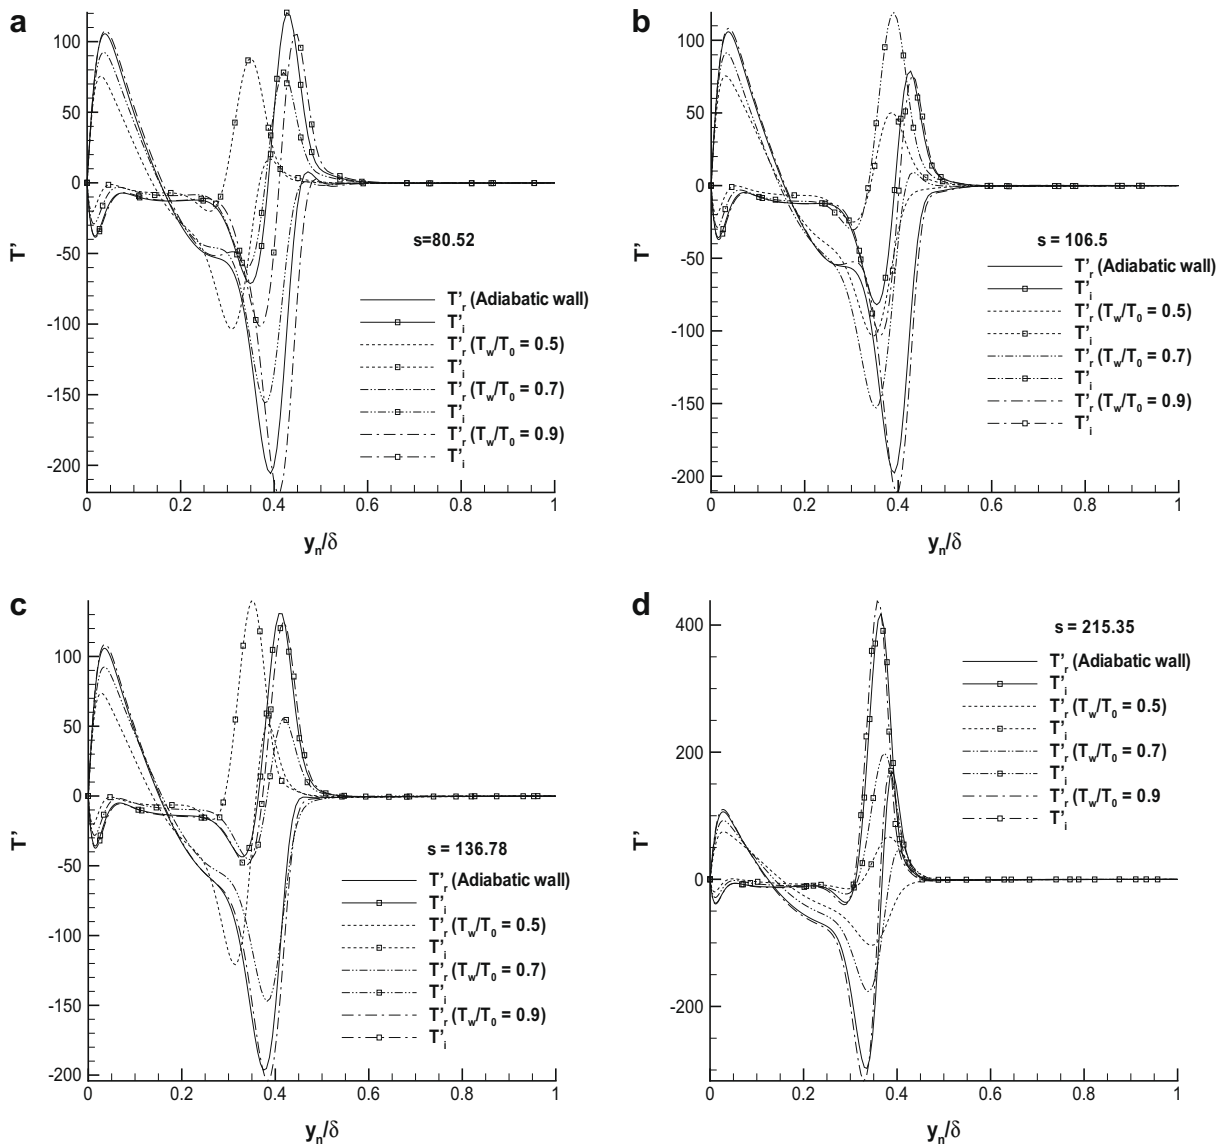 a
100
50
0
-50
-100
-150
-200
T'
s=80.52
T'r (Adiabatic wall)
T'i
T'r (Tw/T0 = 0.5)
T'i
T'r (Tw/T0 = 0.7)
T'i
T'r (Tw/T0 = 0.9)
T'i
0 0.2 0.4 0.6 0.8 1
yn/δ
b
100
50
0
-50
-100
-150
-200
T'
s = 106.5
T'r (Adiabatic wall)
T'i
T'r (Tw/T0 = 0.5)
T'i
T'r (Tw/T0 = 0.7)
T'i
T'r (Tw/T0 = 0.9)
T'i
0 0.2 0.4 0.6 0.8 1
yn/δ
c
100
50
0
-50
-100
-150
-200
T'
s = 136.78
T'r (Adiabatic wall)
T'i
T'r (Tw/T0 = 0.5)
T'i
T'r (Tw/T0 = 0.7)
T'i
T'r (Tw/T0 = 0.9)
T'i
0 0.2 0.4 0.6 0.8 1
yn/δ
d
400
200
0
-200
T'
s = 215.35
T'r (Adiabatic wall)
T'i
T'r (Tw/T0 = 0.5)
T'i
T'r (Tw/T0 = 0.7)
T'i
T'r (Tw/T0 = 0.9
T'i
0 0.2 0.4 0.6 0.8 1
yn/δ